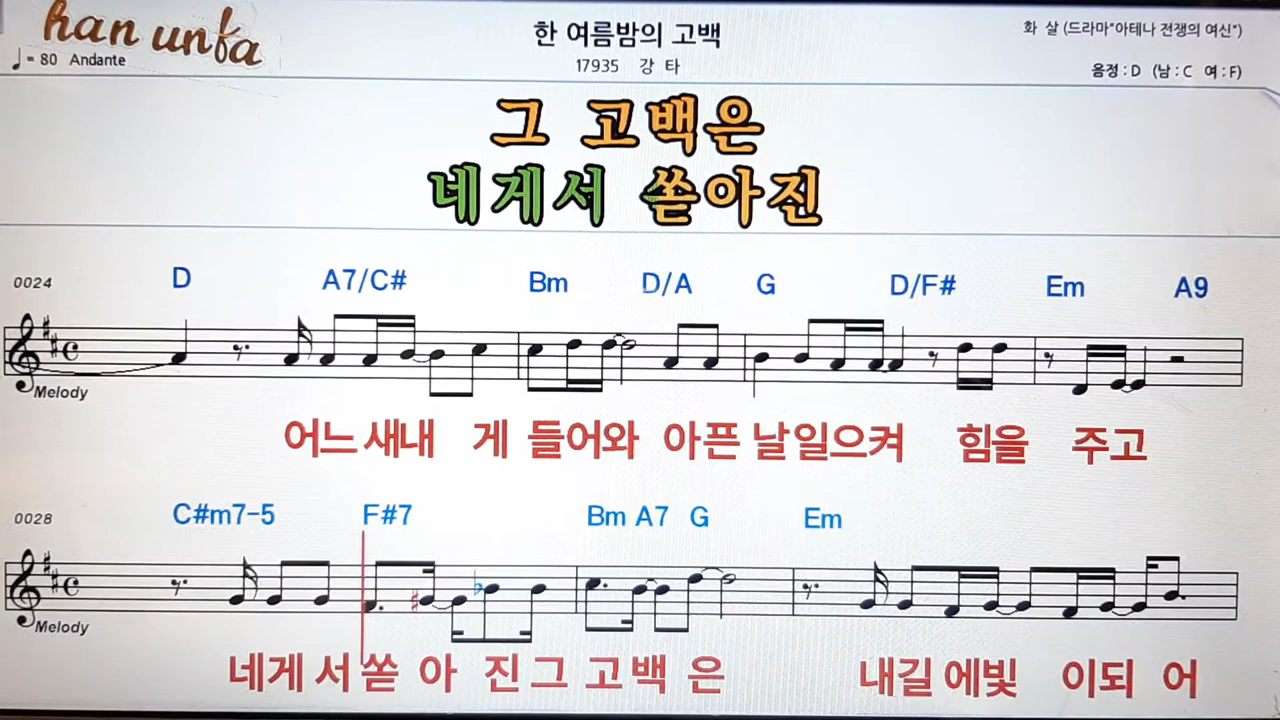 han unfa
♩= 80 Andante
한 여름밤의 고백
17935 강 타
화 살 (드라마"아테나 전쟁의 여신")
음정 : D (남 : C 여 : F)
그 고백은
네게서 쏟아진
0024 D A7/C# Bm D/A G D/F# Em A9
Melody
어느새내 게 들어와 아픈 날일으켜 힘을 주고
0028 C#m7-5 F#7 Bm A7 G Em
Melody
네게 서 쏟 아 진 그 고 백 은 내길 에빛 이되 어